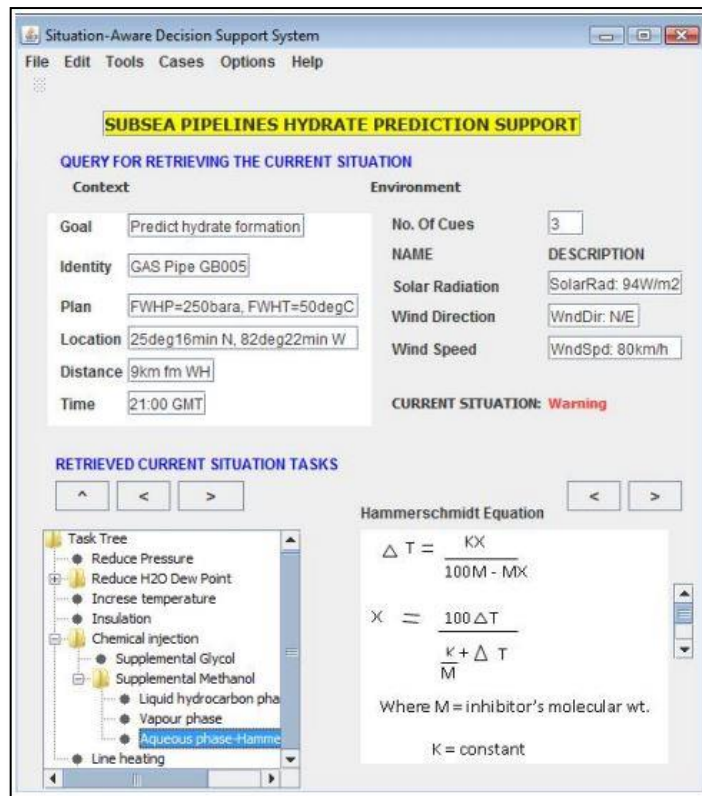 Situation-Aware Decision Support System
File Edit Tools Cases Options Help
SUBSEA PIPELINES HYDRATE PREDICTION SUPPORT
QUERY FOR RETRIEVING THE CURRENT SITUATION
Context
Environment
Goal Predict hydrate formation
Identity GAS Pipe GB005
Plan FWHP=250bara, FWHT=50degC
Location 25deg16min N, 82deg22min W
Distance 9km fm WH
Time 21:00 GMT
No. Of Cues 3
NAME DESCRIPTION
Solar Radiation SolarRad: 94W/m2
Wind Direction WndDir: N/E
Wind Speed WndSpd: 80km/h
CURRENT SITUATION: Warning
RETRIEVED CURRENT SITUATION TASKS
^ < >
Task Tree
Reduce Pressure
Reduce H2O Dew Point
Increse temperature
Insulation
Chemical injection
Supplemental Glycol
Supplemental Methanol
Liquid hydrocarbon pha
Vapour phase
Aqueous phase-Hamme
Line heating
< >
Hammerschmidt Equation
Δ T = KX / 100M - MX
X = 100 Δ T / K/M + Δ T
Where M = inhibitor's molecular wt.
K = constant